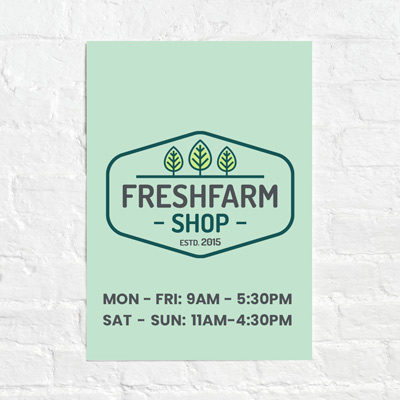 FRESHFARM
- SHOP -
ESTD. 2015
MON - FRI: 9AM - 5:30PM
SAT - SUN: 11AM-4:30PM